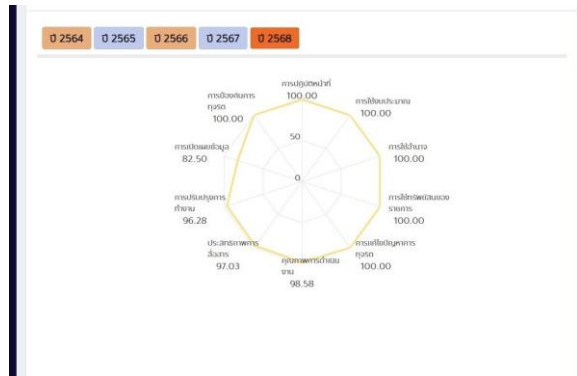 ปี 2564 ปี 2565 ปี 2566 ปี 2567 ปี 2568
การปฏิบัติหน้าที่
100.00
การป้องกันการ
ทุจริต
100.00
การใช้งบประมาณ
100.00
50
การเปิดเผยข้อมูล
82.50
การใช้อำนาจ
100.00
0
การปรับปรุงการ
ทำงาน
96.28
การใช้ทรัพย์สินของ
ราชการ
100.00
ประสิทธิภาพการ
สื่อสาร
97.03
การแก้ไขปัญหาการ
ทุจริต
100.00
คุณภาพการดำเนิน
งาน
98.58